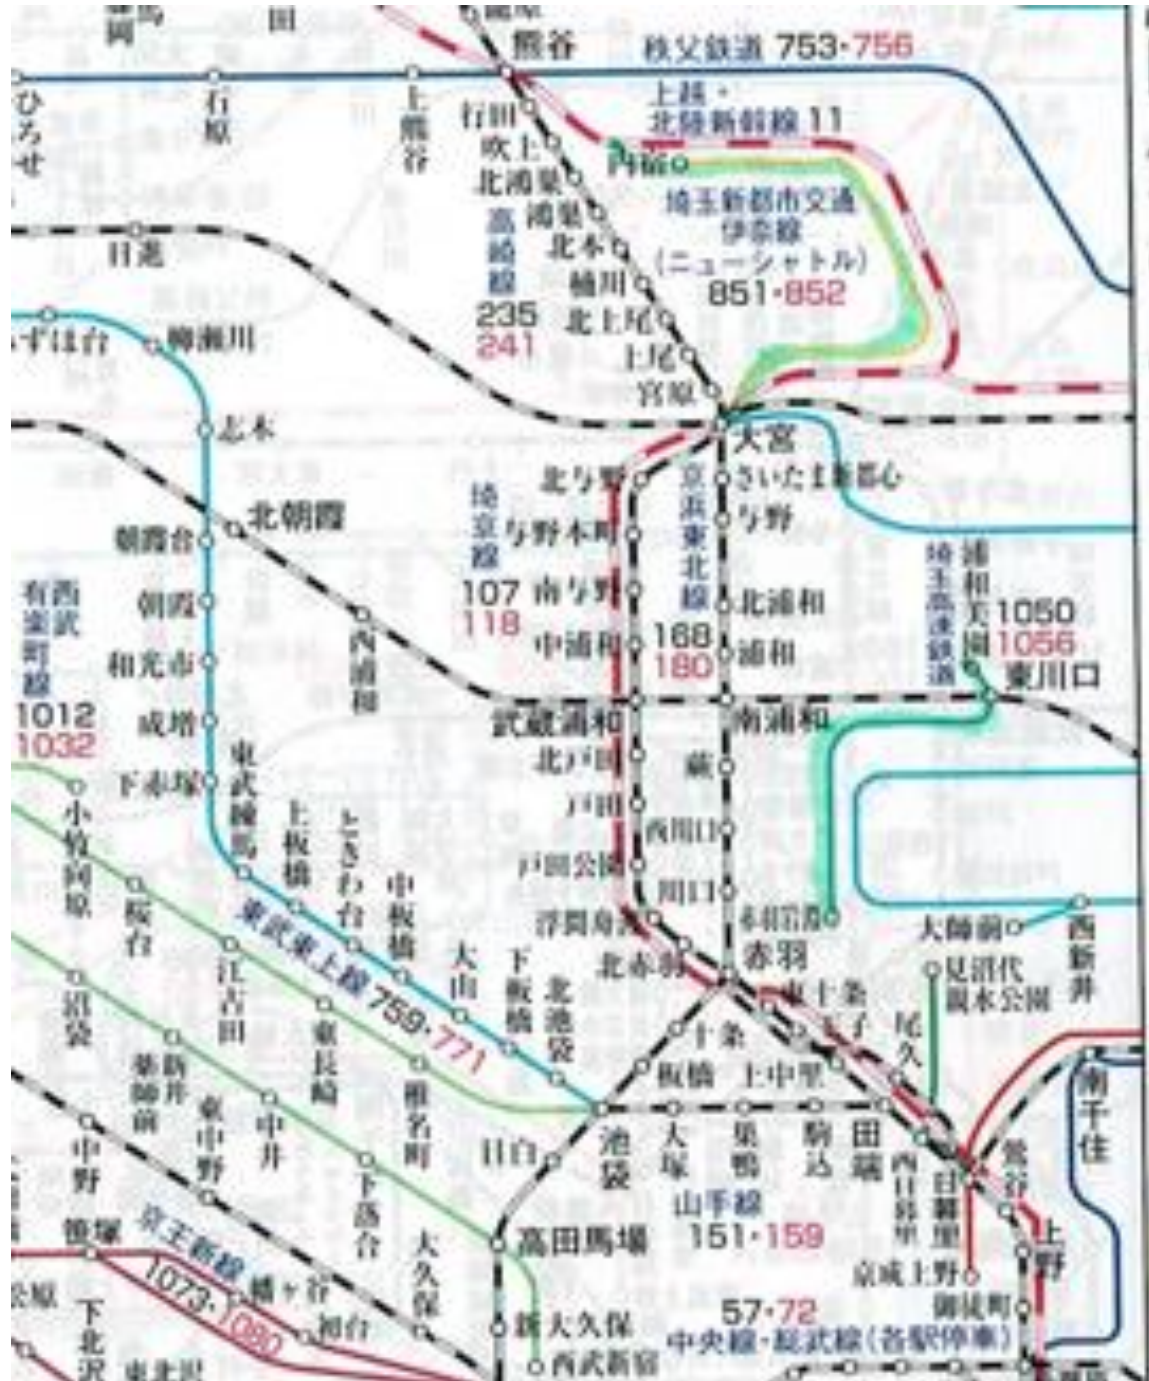 熊谷
秩父鉄道 753・756
ひろせ
石原
上熊谷
上越・
北陸新幹線 11
行田
吹上
北鴻巣
鴻巣
北本
桶川
北上尾
上尾
宮原
高崎線
235
241
内宿
埼玉新都市交通
伊奈線
(ニューシャトル)
851・852
日進
みずほ台
柳瀬川
志木
大宮
北与野
さいたま新都心
与野
京浜東北線
168
180
埼京線
107
118
与野本町
南与野
中浦和
北浦和
浦和
北朝霞
朝霞台
朝霞
和光市
成増
下赤塚
西浦和
西武
有楽町線
1012
1032
浦和美園
埼玉高速鉄道
1050
1056
東川口
武蔵浦和
南浦和
北戸田
戸田
戸田公園
浮間舟渡
北赤羽
蕨
西川口
川口
赤羽岩淵
赤羽
東武練馬
上板橋
ときわ台
中板橋
大山
下板橋
北池袋
東武東上線 759・771
小竹向原
桜台
江古田
東長崎
椎名町
沼袋
新井
薬師前
中井
下落合
大師前
西新井
見沼代
親水公園
東十条
王子
尾久
十条
板橋
上中里
南千住
中野
東中野
大久保
目白
池袋
大塚
巣鴨
駒込
田端
西日暮里
日暮里
鶯谷
上野
山手線
151・159
高田馬場
京成上野
御徒町
笹塚
京王新線
1073・1080
幡ヶ谷
初台
下北沢
東北沢
松原
新大久保
西武新宿
57・72
中央線・総武線(各駅停車)